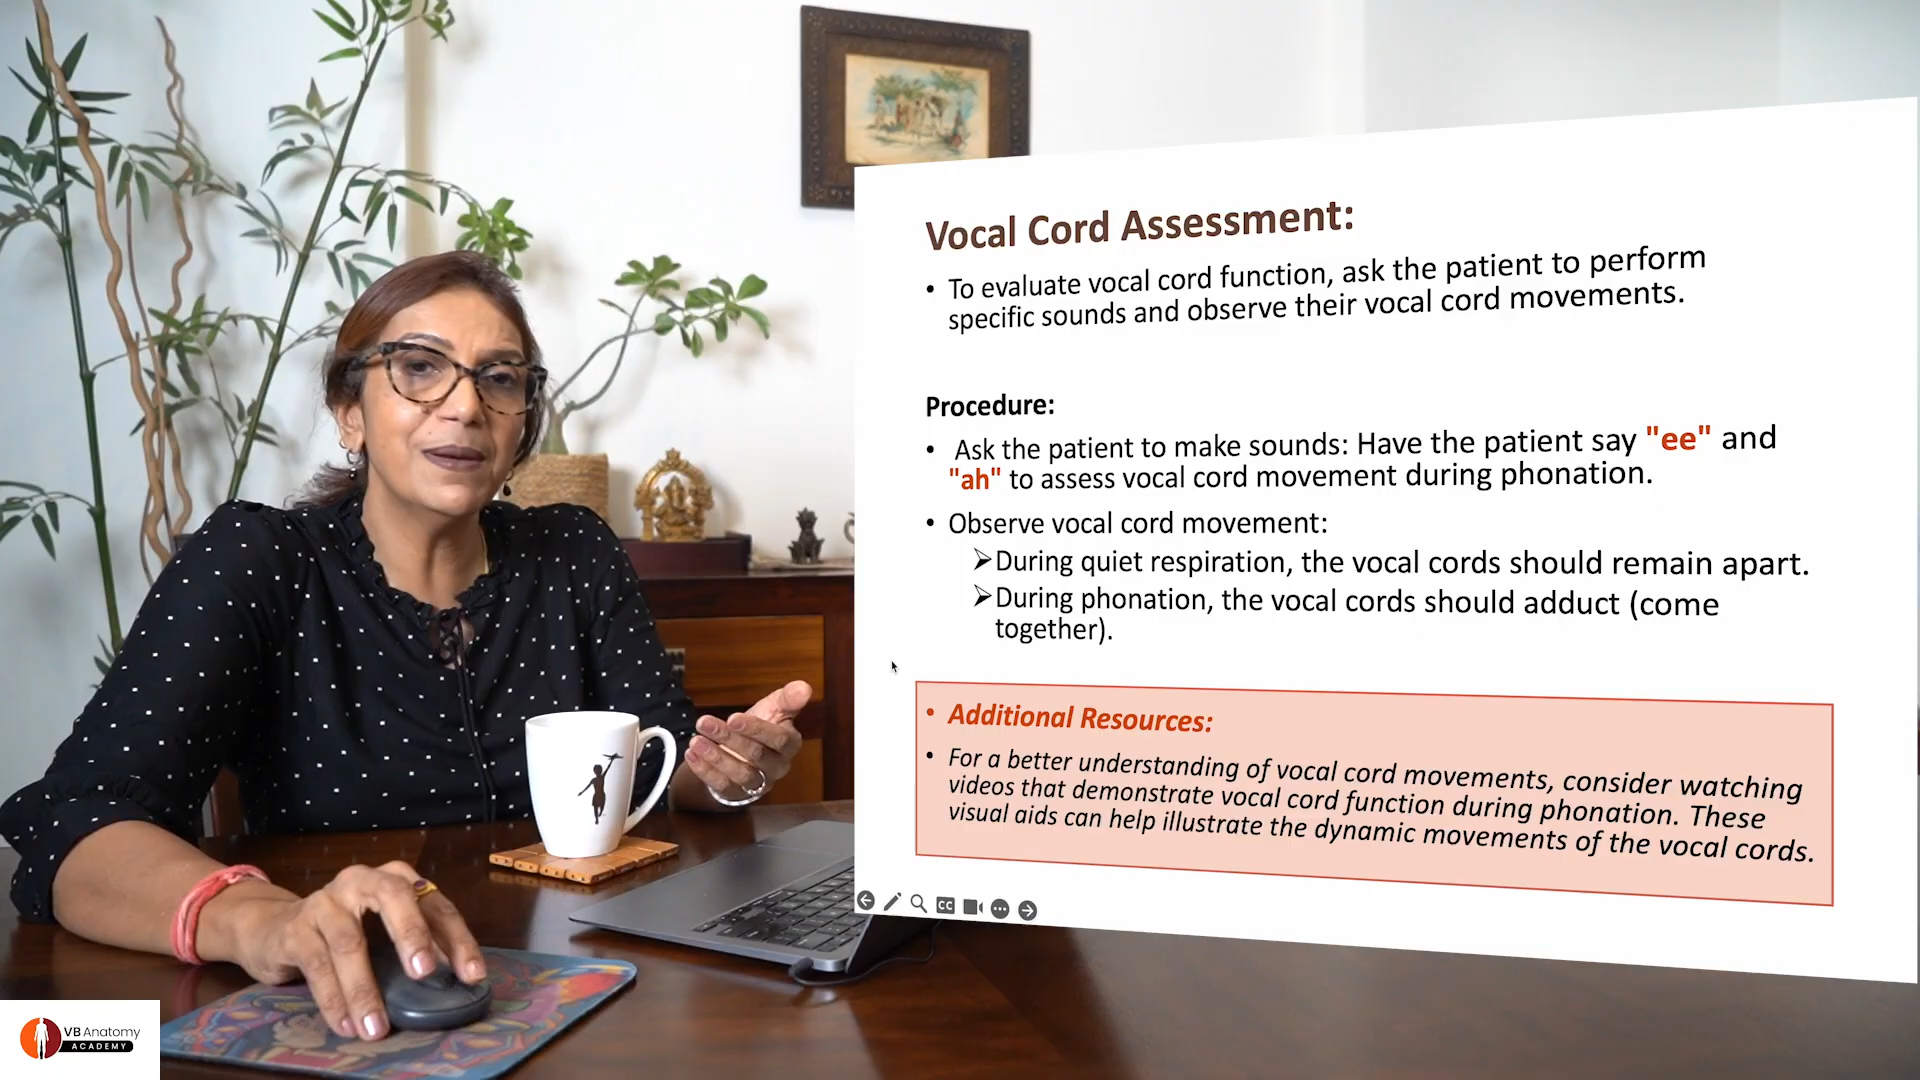 Vocal Cord Assessment:
• To evaluate vocal cord function, ask the patient to perform
specific sounds and observe their vocal cord movements.
Procedure:
• Ask the patient to make sounds: Have the patient say "ee" and
"ah" to assess vocal cord movement during phonation.
• Observe vocal cord movement:
➢During quiet respiration, the vocal cords should remain apart.
➢During phonation, the vocal cords should adduct (come
together).
• Additional Resources:
• For a better understanding of vocal cord movements, consider watching
videos that demonstrate vocal cord function during phonation. These
visual aids can help illustrate the dynamic movements of the vocal cords.
CC
VB Anatomy
ACADEMY